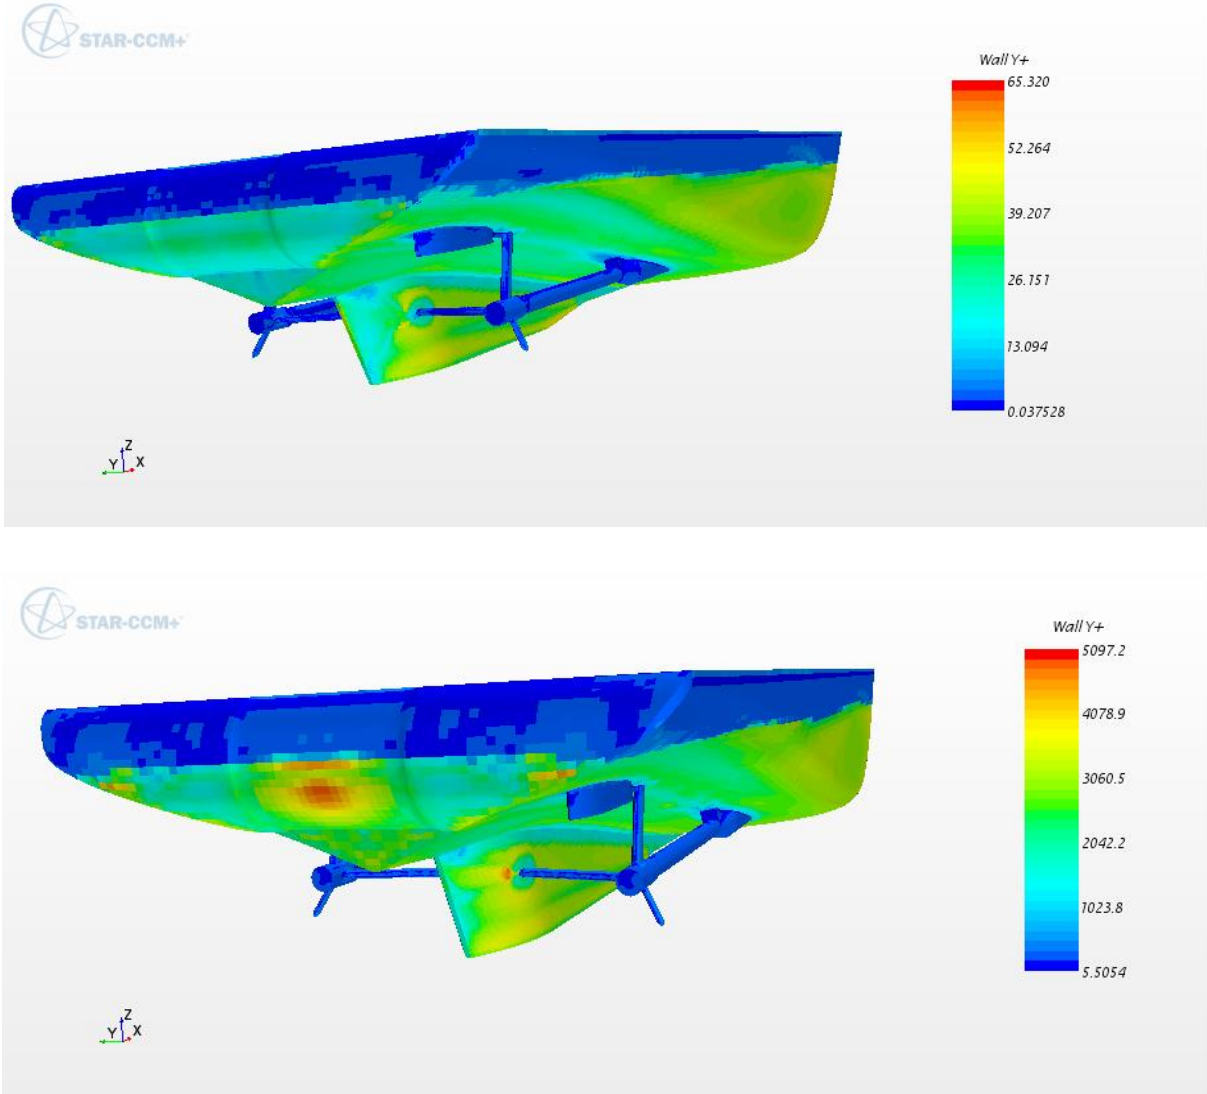 STAR-CCM+
Wall Y+
65.320
52.264
39.207
26.151
13.094
0.037528
Z
Y X
STAR-CCM+
Wall Y+
5097.2
4078.9
3060.5
2042.2
1023.8
5.5054
Z
Y X